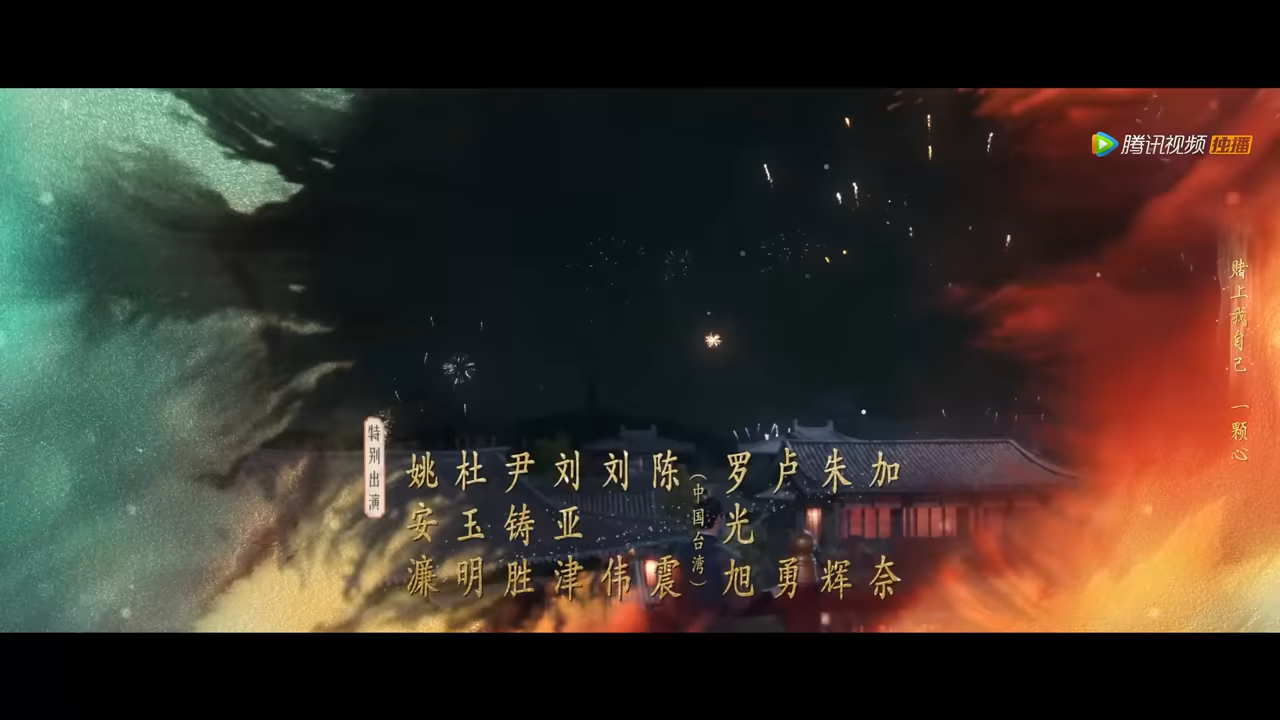 腾讯视频 独播
赌上我自己 一颗心
特别出演
姚安濂
杜玉明
尹铸胜
刘亚津
刘伟
陈震（中国台湾）
罗光旭
卢勇
朱辉
加奈